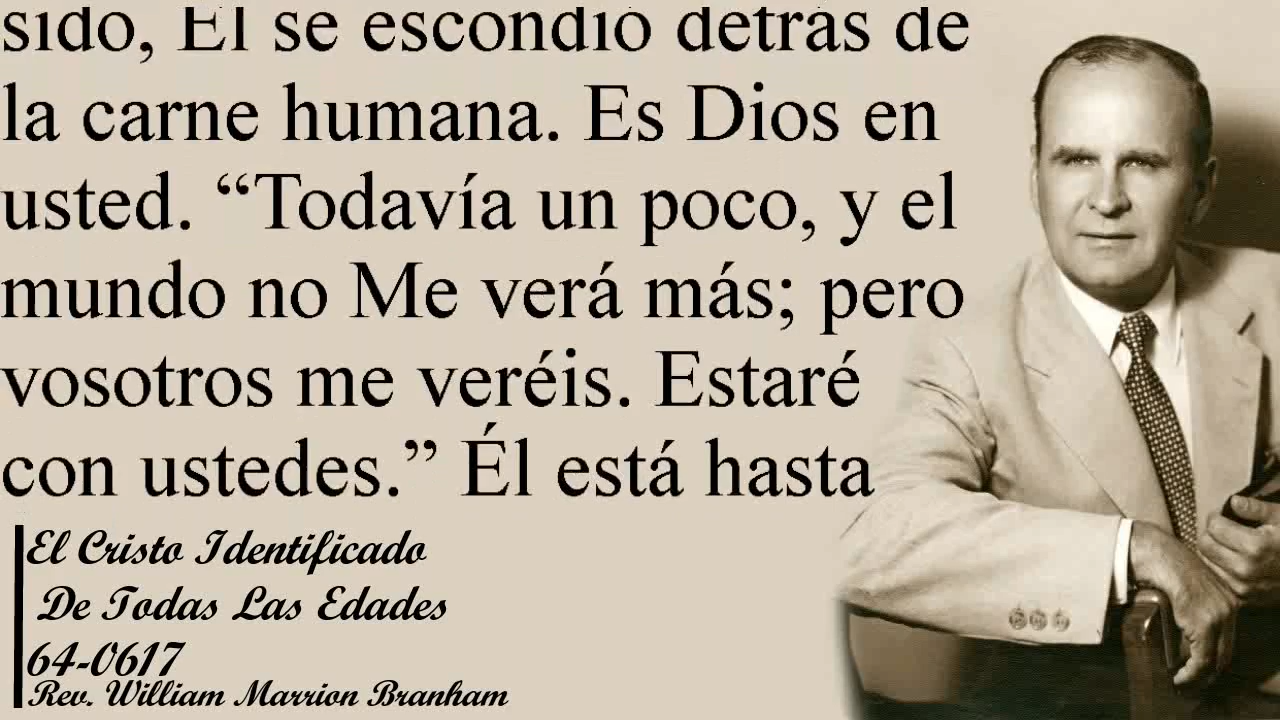 sido, Él se escondió detrás de
la carne humana. Es Dios en
usted. “Todavía un poco, y el
mundo no Me verá más; pero
vosotros me veréis. Estaré
con ustedes.” Él está hasta
El Cristo Identificado
De Todas Las Edades
64-0617
Rev. William Marrion Branham